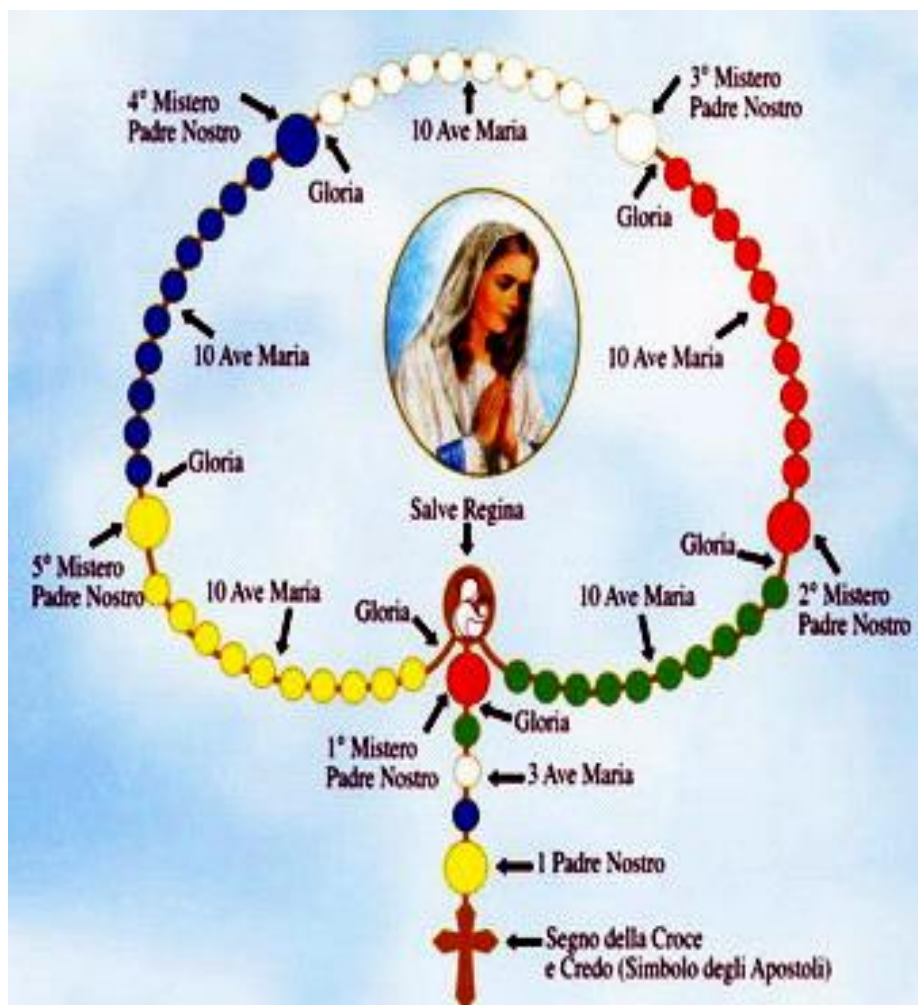 4° Mistero
Padre Nostro
10 Ave Maria
3° Mistero
Padre Nostro
Gloria
Gloria
10 Ave Maria
10 Ave Maria
Gloria
Salve Regina
Gloria
5° Mistero
Padre Nostro
10 Ave Maria
Gloria
10 Ave Maria
2° Mistero
Padre Nostro
1° Mistero
Padre Nostro
Gloria
3 Ave Maria
1 Padre Nostro
Segno della Croce
e Credo (Simbolo degli Apostoli)